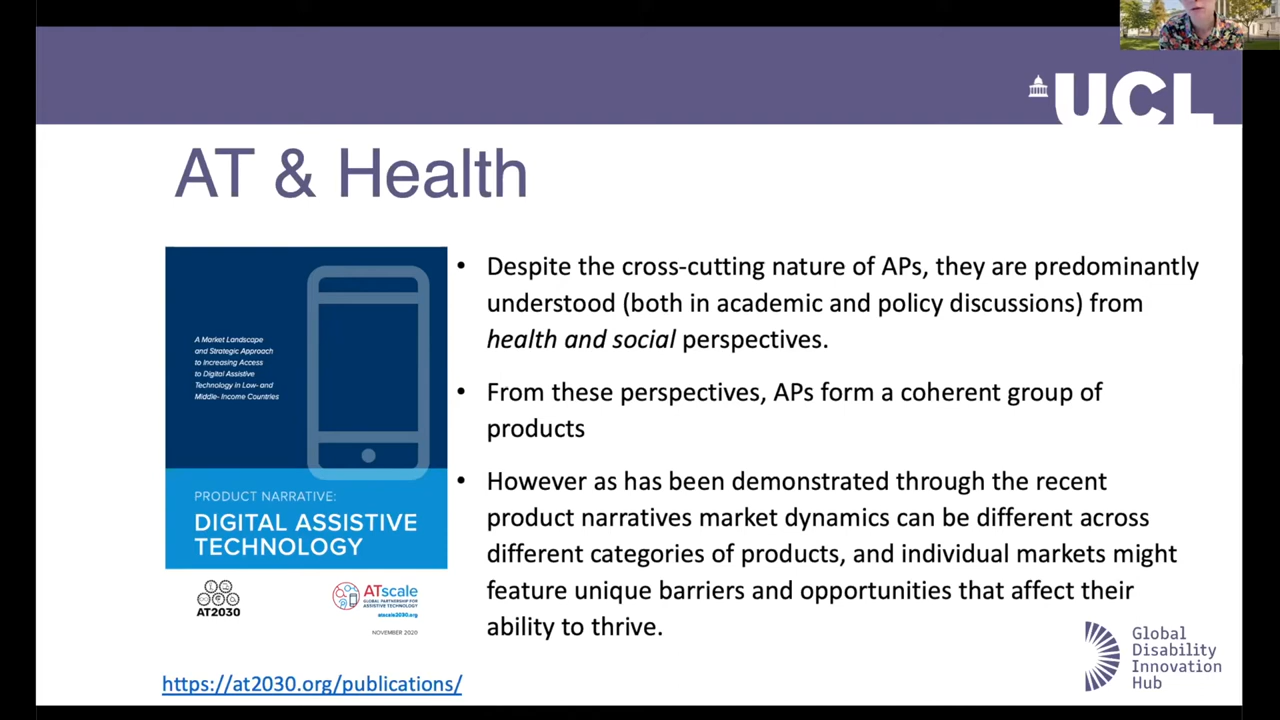 UCL
AT & Health
A Market Landscape
and Strategic Approach
to Increasing Access
to Digital Assistive
Technology in Low- and
Middle- Income Countries
PRODUCT NARRATIVE:
DIGITAL ASSISTIVE
TECHNOLOGY
AT2030
ATscale
GLOBAL PARTNERSHIP FOR
ASSISTIVE TECHNOLOGY
atscale2030.org
NOVEMBER 2020
• Despite the cross-cutting nature of APs, they are predominantly
understood (both in academic and policy discussions) from
health and social perspectives.
• From these perspectives, APs form a coherent group of
products
• However as has been demonstrated through the recent
product narratives market dynamics can be different across
different categories of products, and individual markets might
feature unique barriers and opportunities that affect their
ability to thrive.
https://at2030.org/publications/
Global
Disability
Innovation
Hub